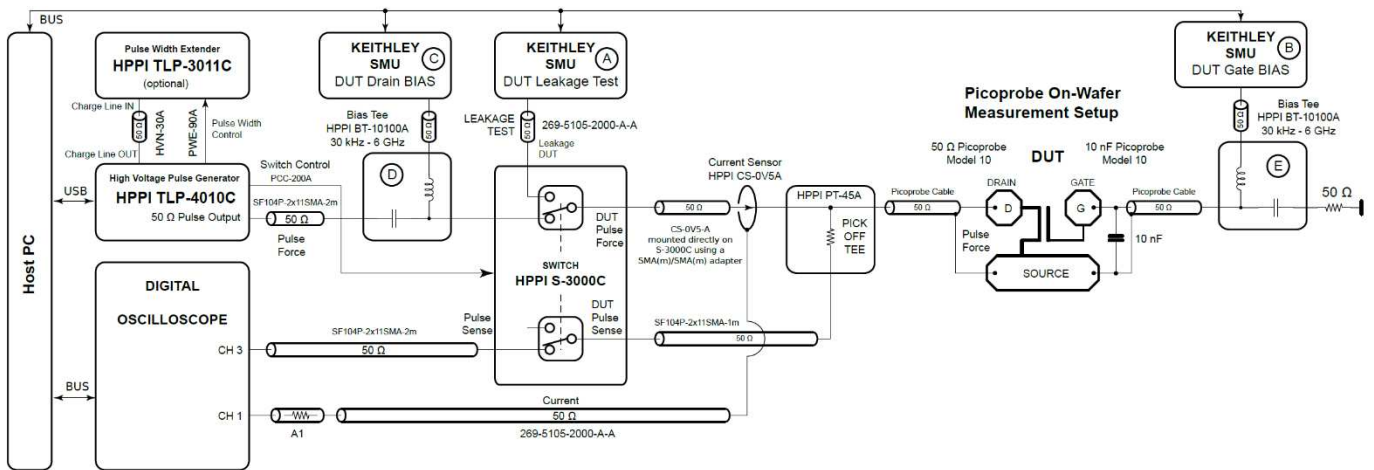 BUS
Host PC
Pulse Width Extender
HPPI TLP-3011C
(optional)
Charge Line IN
50 Ω
HVN-30A
PWE-90A
Pulse Width
Control
Charge Line OUT
High Voltage Pulse Generator
HPPI TLP-4010C
50 Ω Pulse Output
USB
Switch Control
PCC-200A
SF104P-2x11SMA-2m
50 Ω
Pulse
Force
KEITHLEY
SMU
C
DUT Drain BIAS
Bias Tee
HPPI BT-10100A
30 kHz - 6 GHz
50 Ω
D
KEITHLEY
SMU
A
DUT Leakage Test
LEAKAGE
TEST
50 Ω
269-5105-2000-A-A
Leakage
DUT
DUT
Pulse
Force
SWITCH
HPPI S-3000C
Pulse
Sense
DUT
Pulse
Sense
Current Sensor
HPPI CS-0V5A
50 Ω
CS-0V5-A
mounted directly on
S-3000C using a
SMA(m)/SMA(m) adapter
HPPI PT-45A
PICK
OFF
TEE
SF104P-2x11SMA-1m
50 Ω
Picoprobe On-Wafer
Measurement Setup
50 Ω Picoprobe
Model 10
DUT
10 nF Picoprobe
Model 10
Picoprobe Cable
50 Ω
DRAIN
D
GATE
G
Pulse
Force
SOURCE
10 nF
Picoprobe Cable
50 Ω
KEITHLEY
SMU
B
DUT Gate BIAS
Bias Tee
HPPI BT-10100A
30 kHz - 6 GHz
50 Ω
E
50 Ω
DIGITAL
OSCILLOSCOPE
CH 3
SF104P-2x11SMA-2m
50 Ω
BUS
CH 1
A1
Current
50 Ω
269-5105-2000-A-A